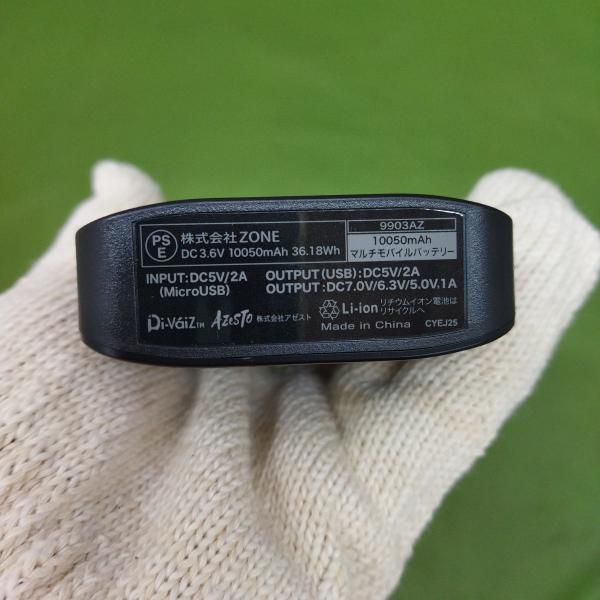 PS
E
株式会社ZONE
DC 3.6V 10050mAh 36.18Wh
9903AZ
10050mAh
マルチモバイルバッテリー
INPUT:DC5V/2A
(MicroUSB)
OUTPUT(USB):DC5V/2A
OUTPUT:DC7.0V/6.3V/5.0V.1A
Di-VáiZ™ AZesTo 株式会社アゼスト
Li-ion リチウムイオン電池は
リサイクルへ
Made in China CYEJ25